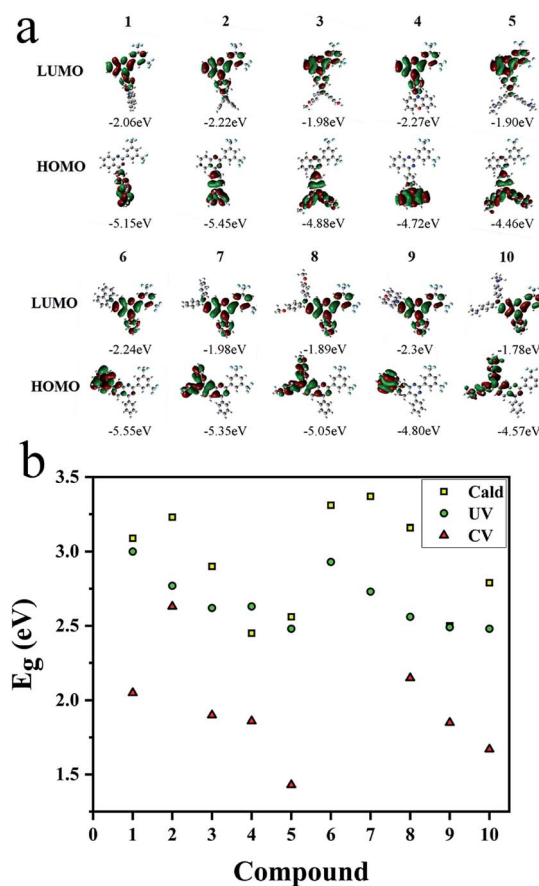 a
1 2 3 4 5
LUMO
-2.06eV -2.22eV -1.98eV -2.27eV -1.90eV
HOMO
-5.15eV -5.45eV -4.88eV -4.72eV -4.46eV
6 7 8 9 10
LUMO
-2.24eV -1.98eV -1.89eV -2.3eV -1.78eV
HOMO
-5.55eV -5.35eV -5.05eV -4.80eV -4.57eV
b
3.5
Cald
UV
CV
3.0
2.5
2.0
1.5
Eg (eV)
0 1 2 3 4 5 6 7 8 9 10
Compound